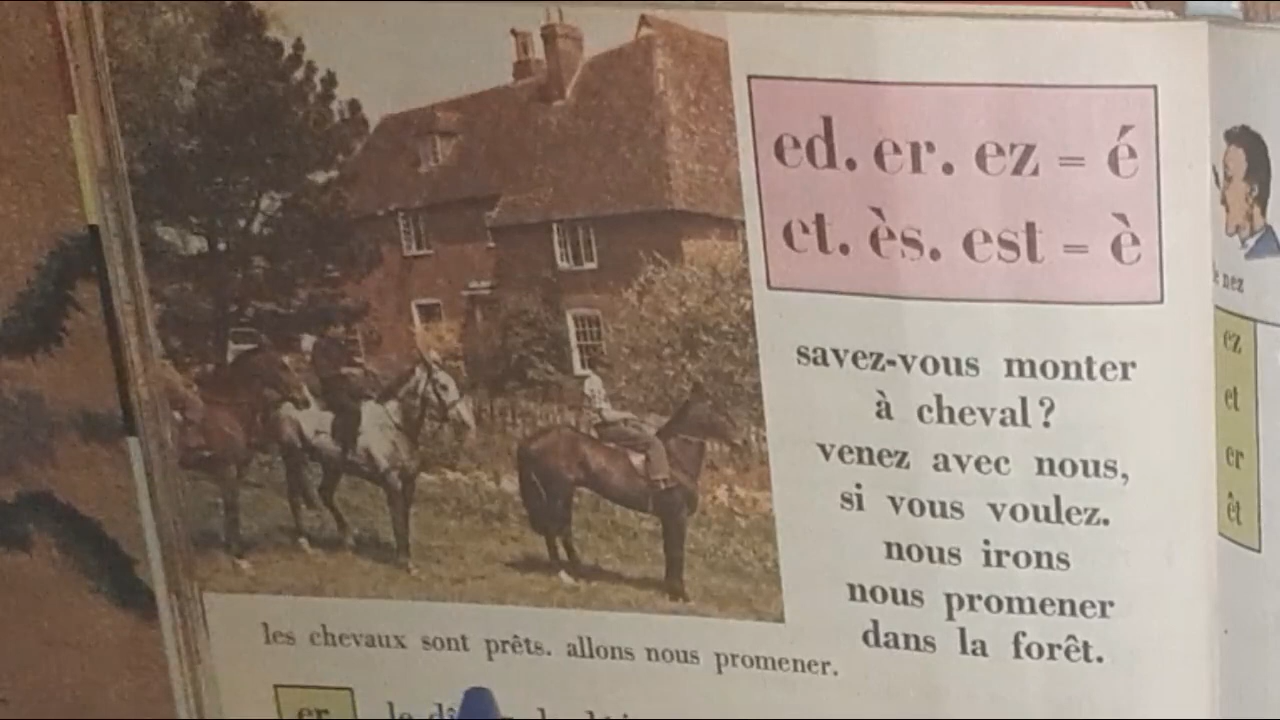 ed. er. ez = é
et. ès. est = è
savez-vous monter
à cheval?
venez avec nous,
si vous voulez.
nous irons
nous promener
dans la forêt.
les chevaux sont prêts. allons nous promener.
er
nez
ez
et
er
êt